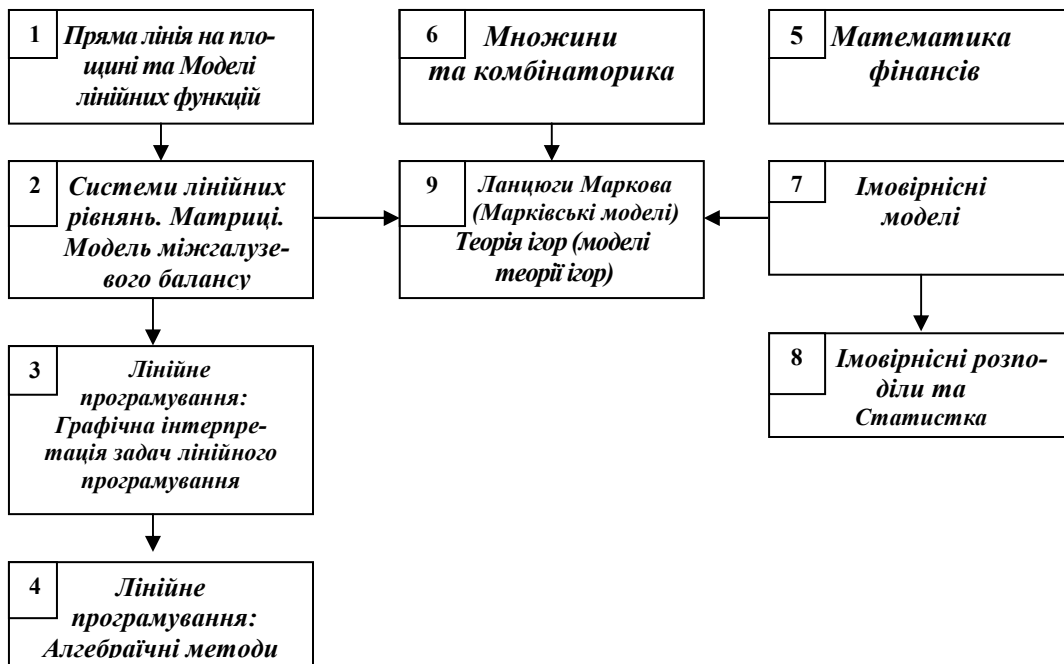 1
Пряма лінія на пло-
щині та Моделі
лінійних функцій
6
Множини
та комбінаторика
5
Математика
фінансів
2
Системи лінійних
рівнянь. Матриці.
Модель міжгалузе-
вого балансу
9
Ланцюги Маркова
(Марківські моделі)
Теорія ігор (моделі
теорії ігор)
7
Імовірнісні
моделі
3
Лінійне
програмування:
Графічна інтерпре-
тація задач лінійного
програмування
8
Імовірнісні розпо-
діли та
Статистка
4
Лінійне
програмування:
Алгебраїчні методи